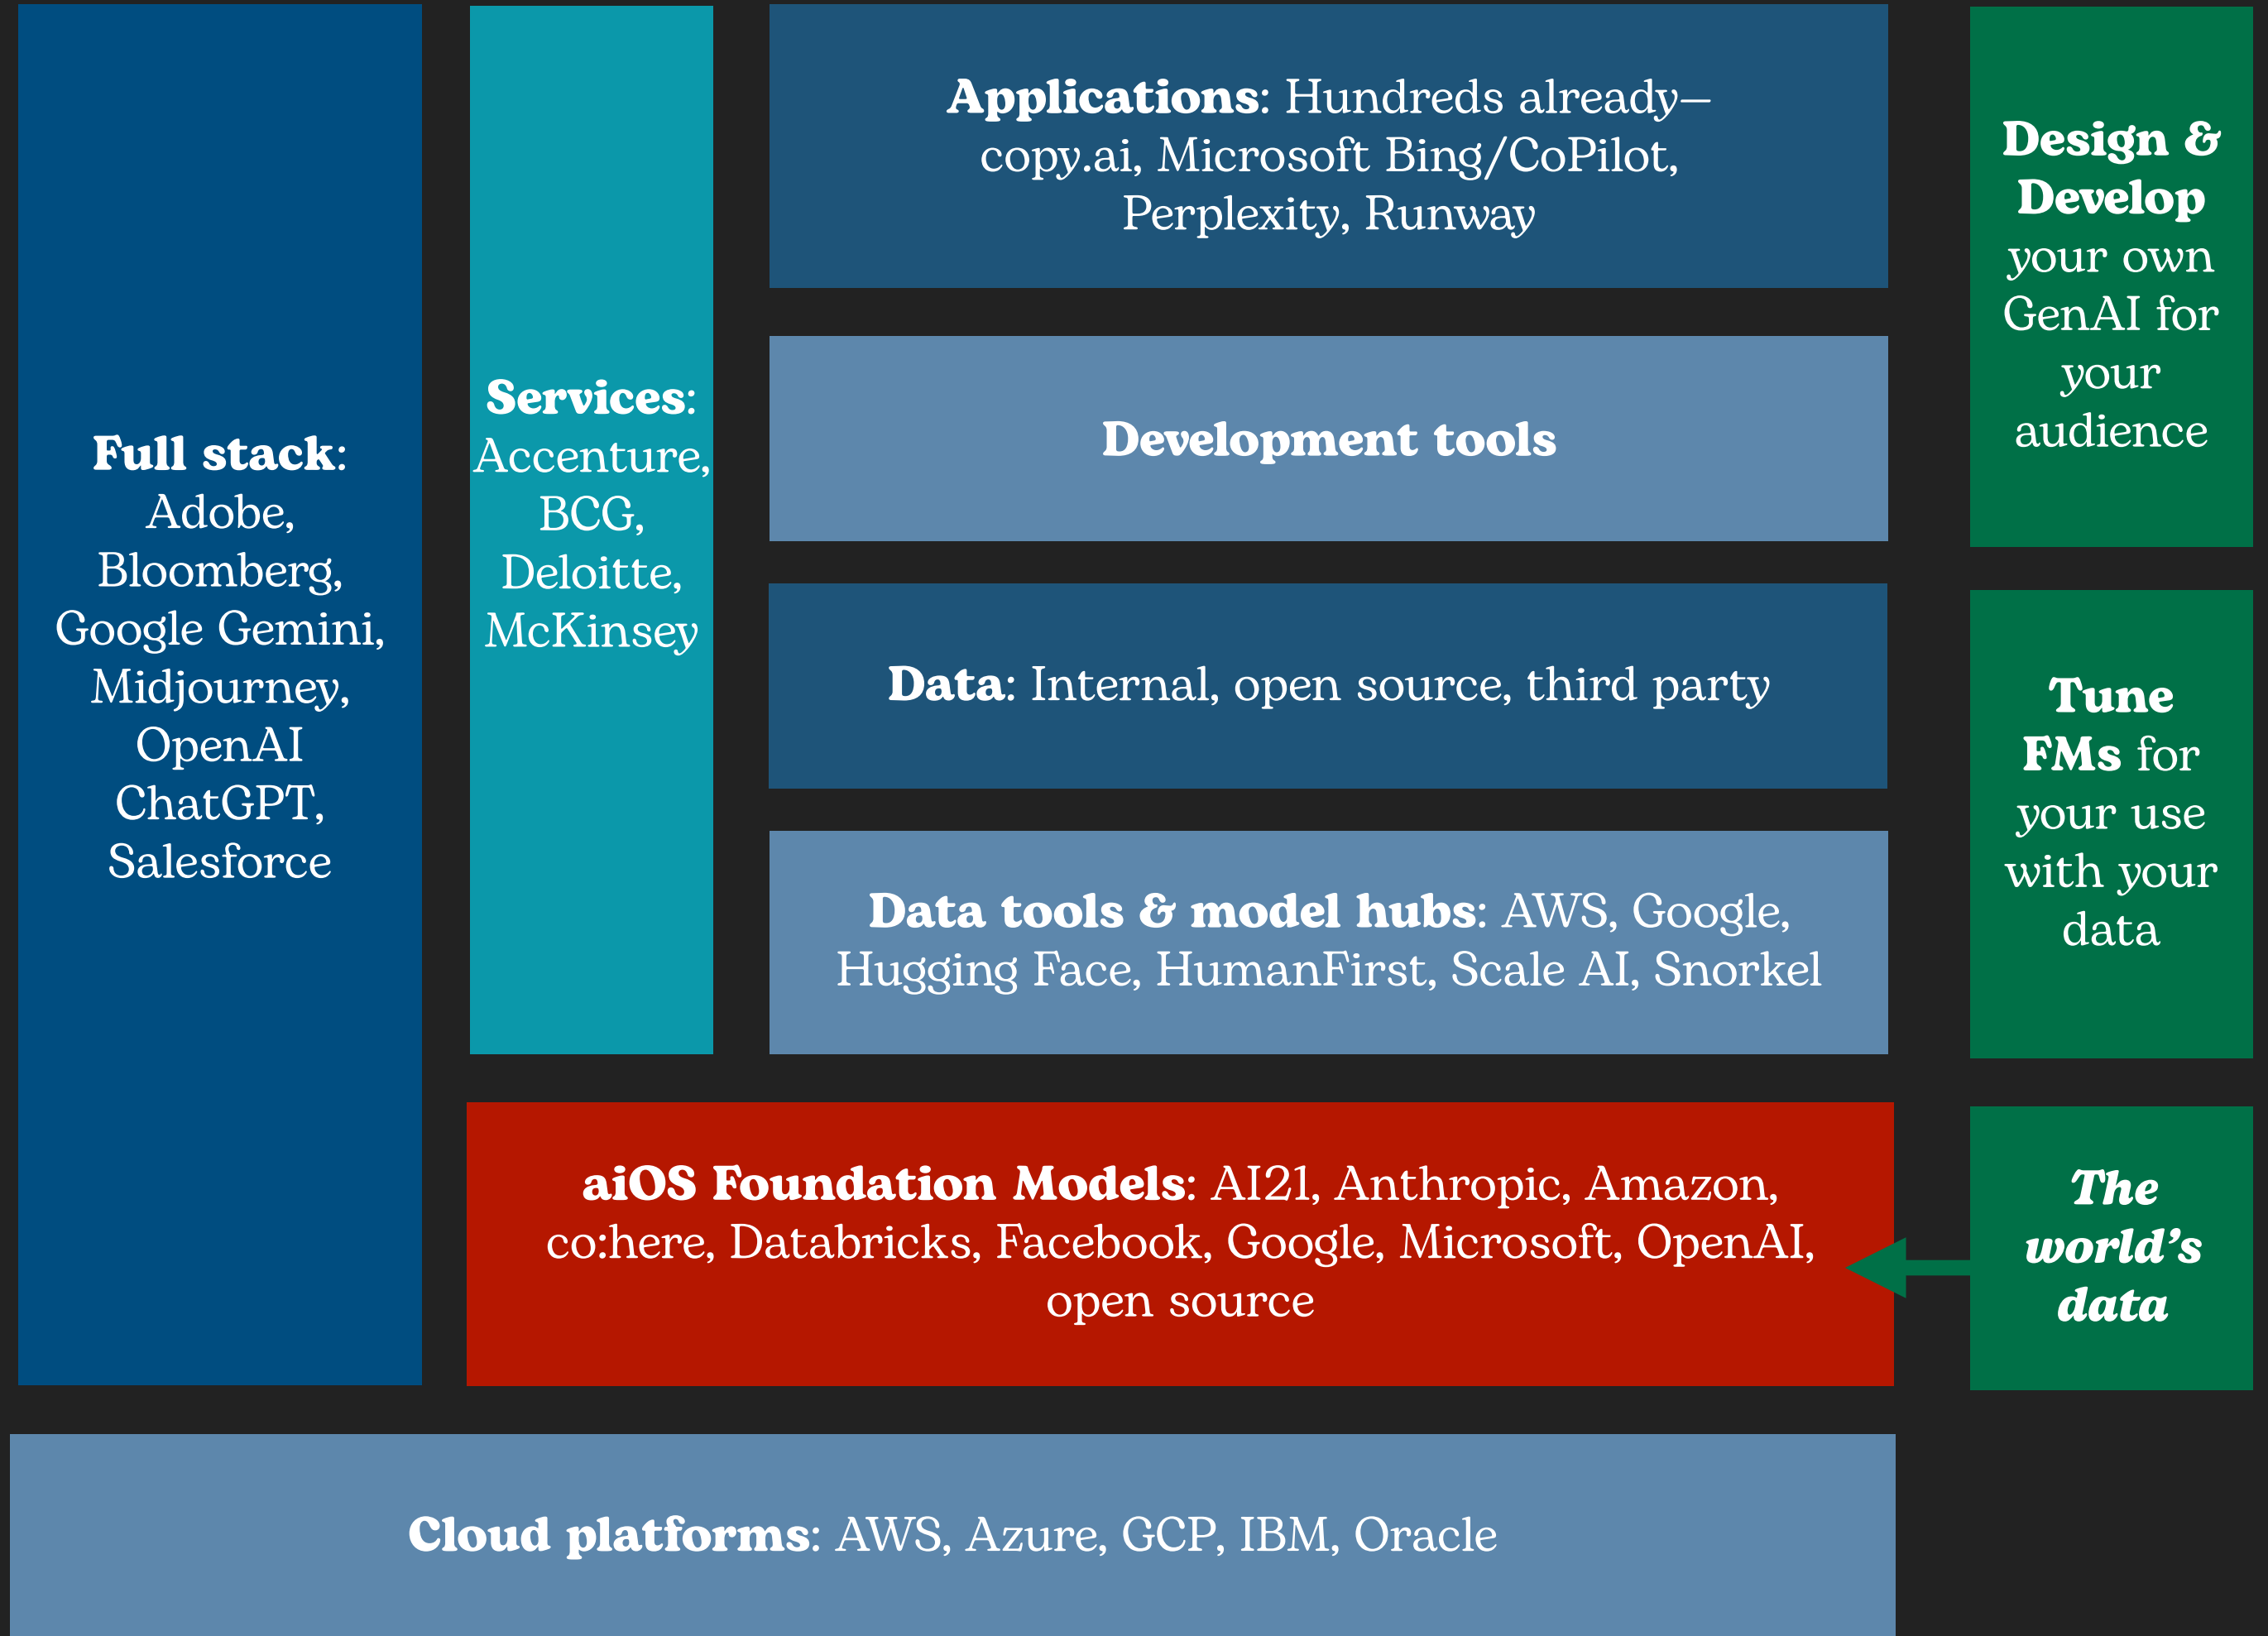 Full stack:
Adobe,
Bloomberg,
Google Gemini,
Midjourney,
OpenAI
ChatGPT,
Salesforce
Services:
Accenture,
BCG,
Deloitte,
McKinsey
Applications: Hundreds already—
copy.ai, Microsoft Bing/CoPilot,
Perplexity, Runway
Development tools
Data: Internal, open source, third party
Data tools & model hubs: AWS, Google,
Hugging Face, HumanFirst, Scale AI, Snorkel
aiOS Foundation Models: AI21, Anthropic, Amazon,
co:here, Databricks, Facebook, Google, Microsoft, OpenAI,
open source
Cloud platforms: AWS, Azure, GCP, IBM, Oracle
Design &
Develop
your own
GenAI for
your
audience
Tune
FMs for
your use
with your
data
The
world's
data